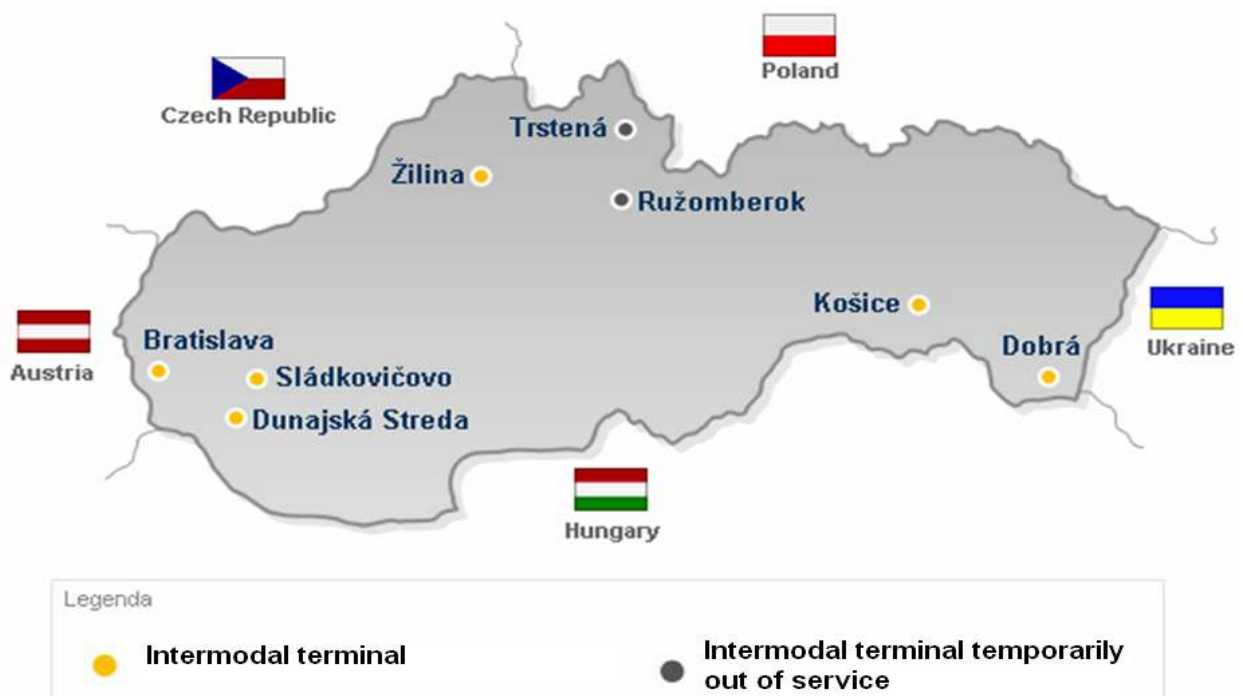 Poland
Czech Republic
Trstená
Žilina
Ružomberok
Košice
Austria
Bratislava
Dobrá
Ukraine
Sládkovičovo
Dunajská Streda
Hungary
Legenda
Intermodal terminal
Intermodal terminal temporarily
out of service